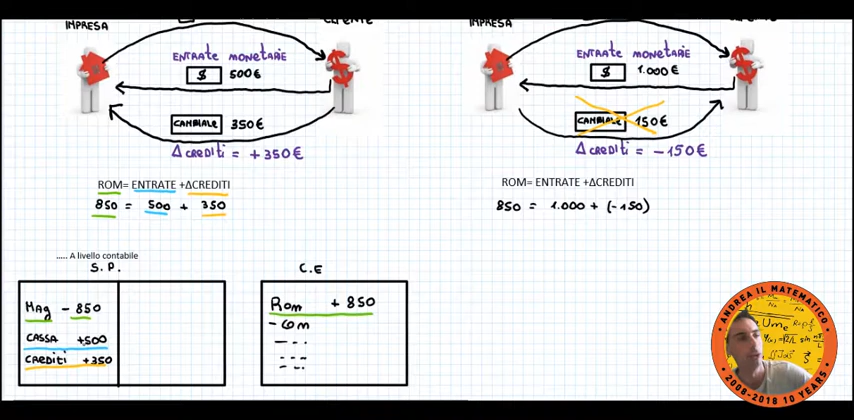 IMPRESA
CLIENTE
ENTRATE MONETARIE
$ 500€
CAMBIALE 350€
Δ CREDITI = +350€
ROM= ENTRATE +ΔCREDITI
850 = 500 + 350
..... A livello contabile
S.P.
MAG - 850
CASSA +500
CREDITI +350
C.E
ROM + 850
- COM
IMPRESA
ENTRATE MONETARIE
$ 1.000€
CAMBIALE 150€
Δ CREDITI = -150€
ROM= ENTRATE +ΔCREDITI
850 = 1.000 + (-150)
ANDREA IL MATEMATICO
2008-2018 10 YEARS